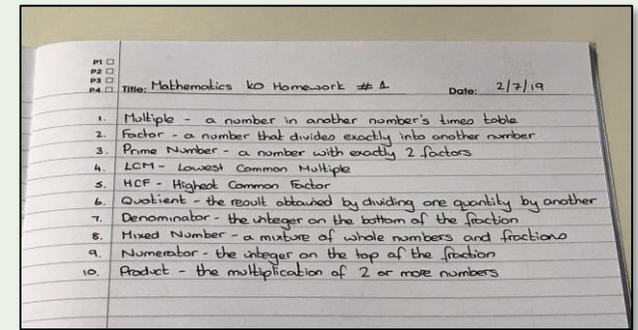 P1 □
P2 □
P3 □
P4 □ Title: Mathematics KO Homework # 1 Date: 2/7/19
1. Multiple - a number in another number's times table
2. Factor - a number that divides exactly into another number
3. Prime Number - a number with exactly 2 factors
4. LCM - Lowest Common Multiple
5. HCF - Highest Common Factor
6. Quotient - the result obtained by dividing one quantity by another
7. Denominator - the integer on the bottom of the fraction
8. Mixed Number - a mixture of whole numbers and fractions
9. Numerator - the integer on the top of the fraction
10. Product - the multiplication of 2 or more numbers